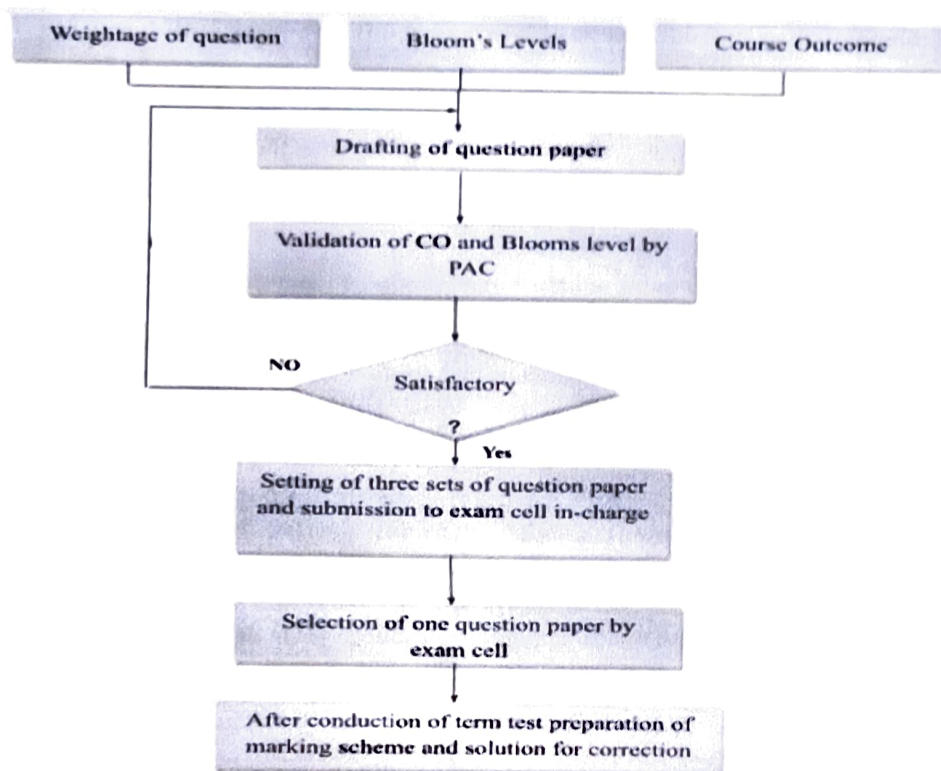 Weightage of question
Bloom's Levels
Course Outcome
Drafting of question paper
Validation of CO and Blooms level by
PAC
NO
Satisfactory
?
Yes
Setting of three sets of question paper
and submission to exam cell in-charge
Selection of one question paper by
exam cell
After conduction of term test preparation of
marking scheme and solution for correction